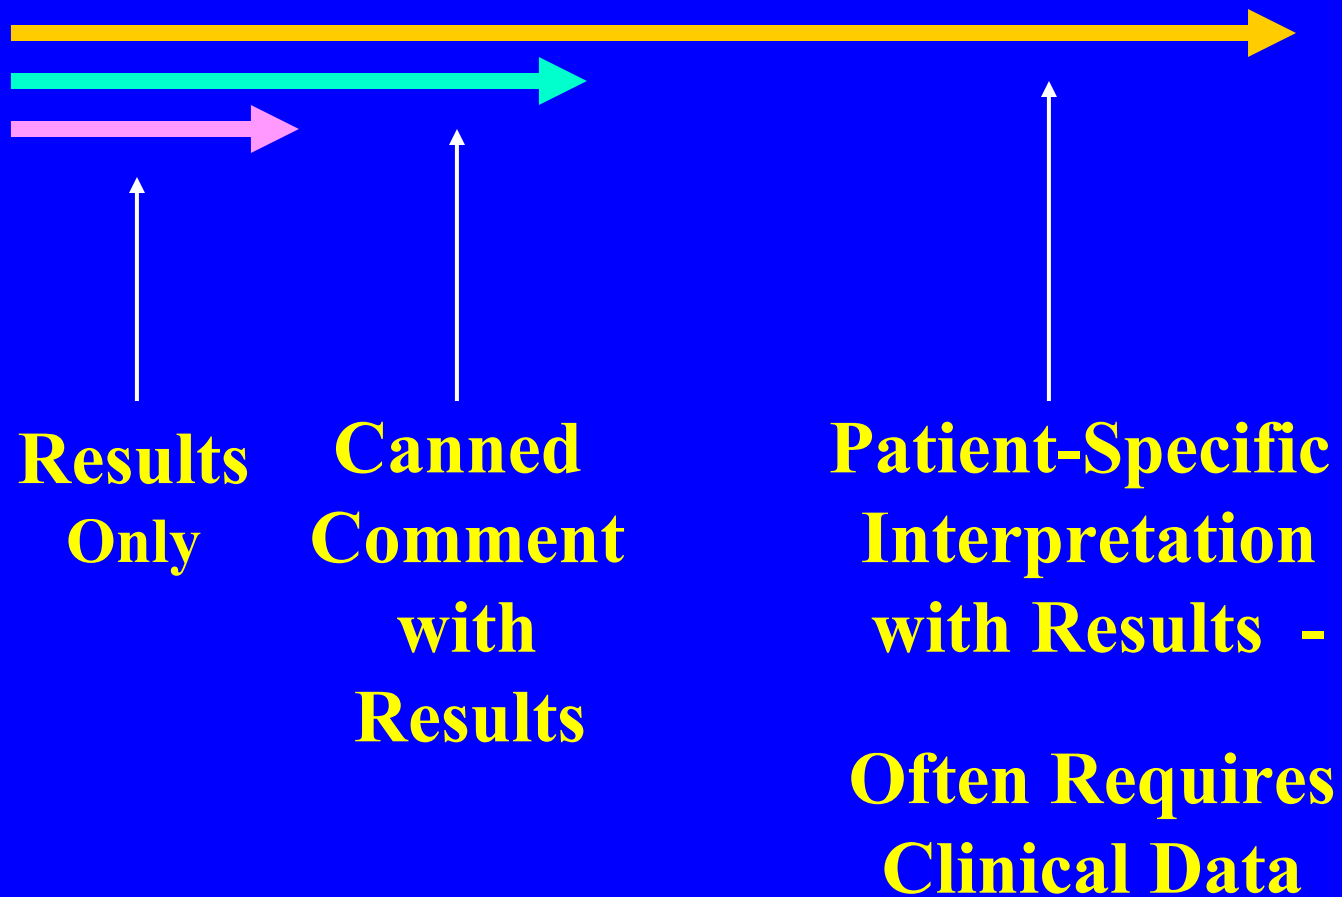 Results
Only
Canned
Comment
with
Results
Patient-Specific
Interpretation
with Results -
Often Requires
Clinical Data